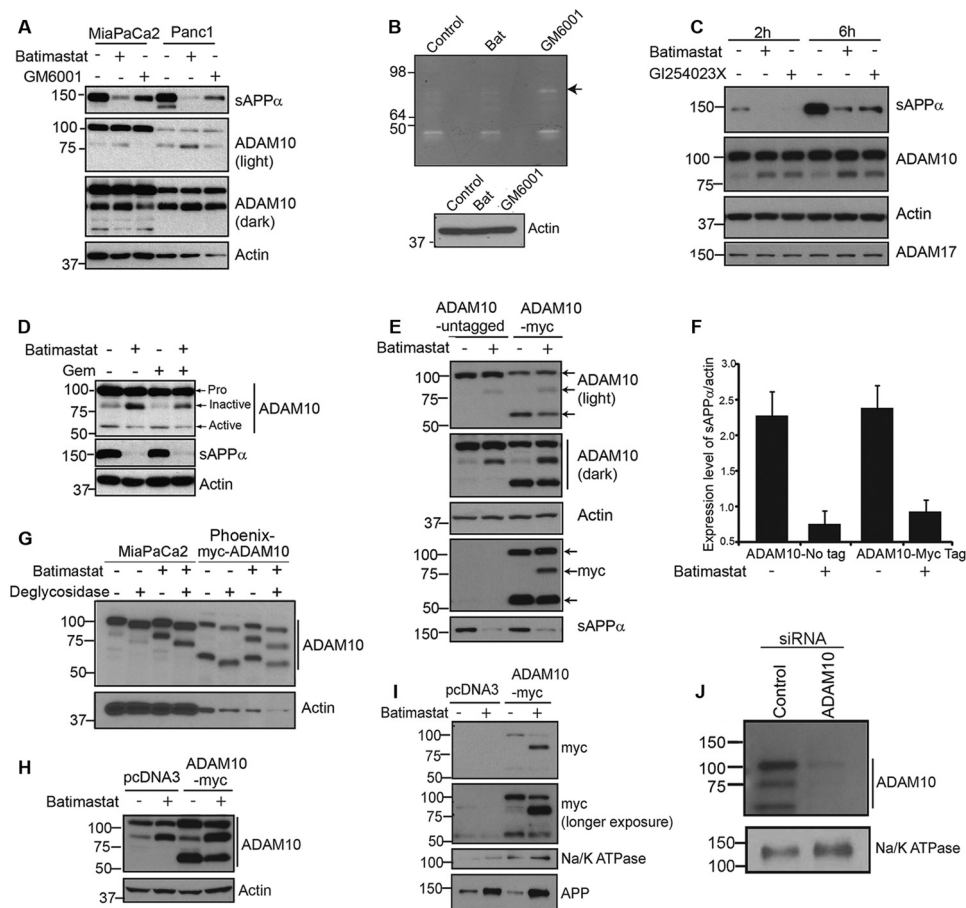 A
MiaPaCa2 Panc1
Batimastat - + - - + -
GM6001 - - + - - +
150 sAPPα
100 ADAM10
75 (light)
ADAM10
(dark)
37 Actin
B
Control Bat GM6001
98
64
50
Control Bat GM6001
37 Actin
C
2h 6h
Batimastat - + - - + -
GI254023X - - + - - +
150 sAPPα
100 ADAM10
75
37 Actin
150 ADAM17
D
Batimastat - + - +
Gem - - + +
100 Pro
75 Inactive ADAM10
50 Active
150 sAPPα
37 Actin
E
ADAM10 ADAM10
-untagged -myc
Batimastat - + - +
100 ADAM10
75 (light)
50
ADAM10
(dark)
37 Actin
100
75 myc
50
150 sAPPα
F
Expression level of sAPPα/actin
3.0
2.5
2.0
1.5
1.0
0.5
ADAM10-No tag ADAM10-Myc Tag
Batimastat - + - +
G
MiaPaCa2 Phoenix-
myc-ADAM10
Batimastat - - + + - - + +
Deglycosidase - + - + - + - +
100
75 ADAM10
50
37 Actin
H
pcDNA3 ADAM10
-myc
Batimastat - + - +
100
75 ADAM10
50
37 Actin
I
pcDNA3 ADAM10
-myc
Batimastat - + - +
100 myc
75
50
100 myc
75 (longer exposure)
50
100 Na/K ATPase
150 APP
J
siRNA
Control ADAM10
150
100 ADAM10
75
150 Na/K ATPase
100